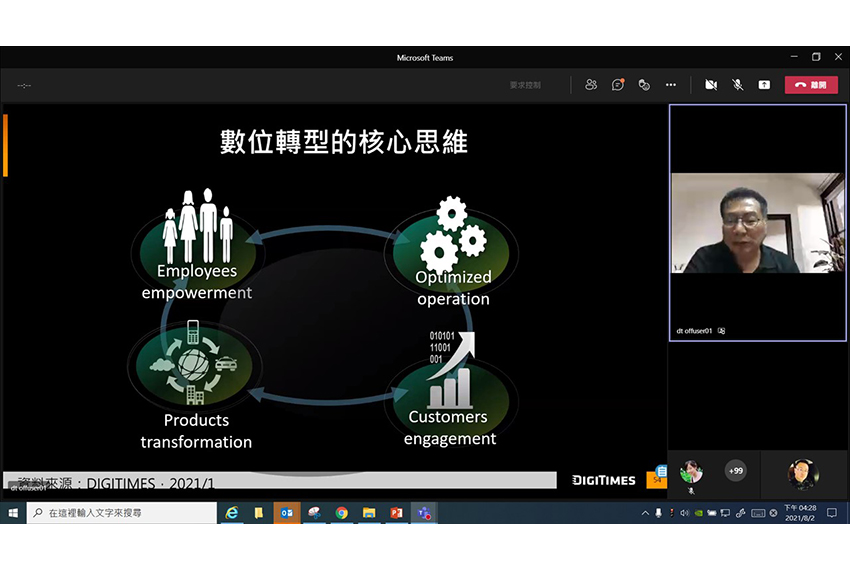 Microsoft Teams
--:--
要求控制
離開
數位轉型的核心思維
Employees
empowerment
Optimized
operation
010101
11001
001
Products
transformation
Customers
engagement
資料來源：DIGITIMES，2021/1
dt offuser01
DIGITIMES
54
dt offuser01
+99
在這裡輸入文字來搜尋
下午 04:28
2021/8/2